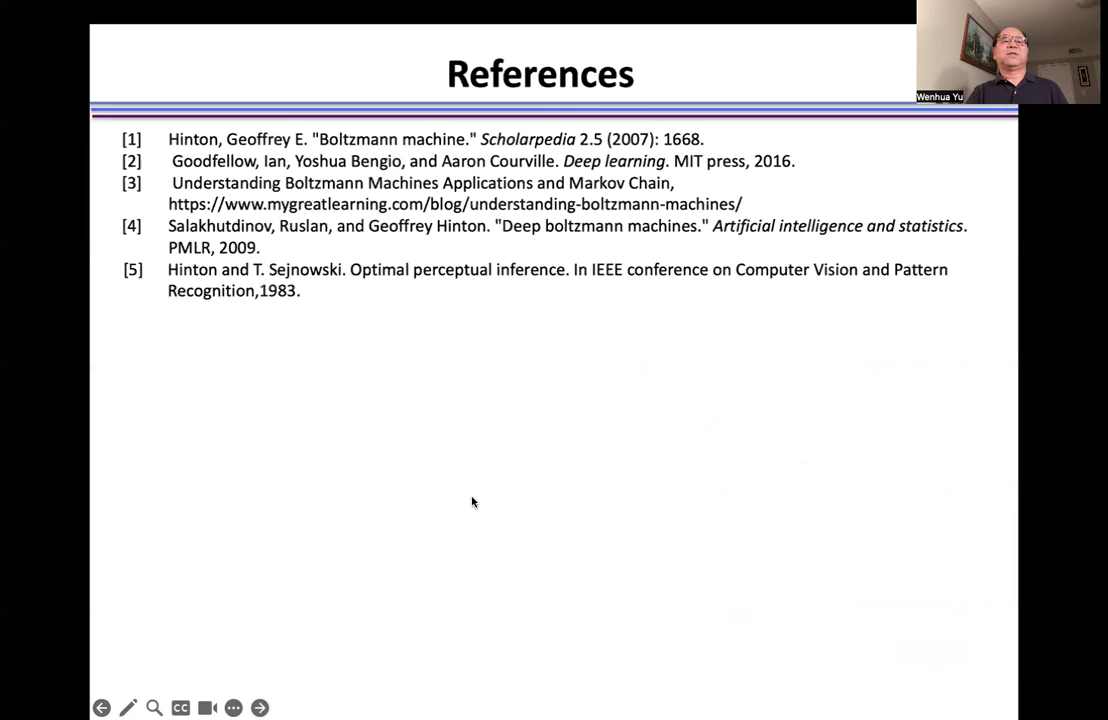 References
Wenhua Yu
[1] Hinton, Geoffrey E. "Boltzmann machine." Scholarpedia 2.5 (2007): 1668.
[2] Goodfellow, Ian, Yoshua Bengio, and Aaron Courville. Deep learning. MIT press, 2016.
[3] Understanding Boltzmann Machines Applications and Markov Chain,
https://www.mygreatlearning.com/blog/understanding-boltzmann-machines/
[4] Salakhutdinov, Ruslan, and Geoffrey Hinton. "Deep boltzmann machines." Artificial intelligence and statistics.
PMLR, 2009.
[5] Hinton and T. Sejnowski. Optimal perceptual inference. In IEEE conference on Computer Vision and Pattern
Recognition,1983.
CC